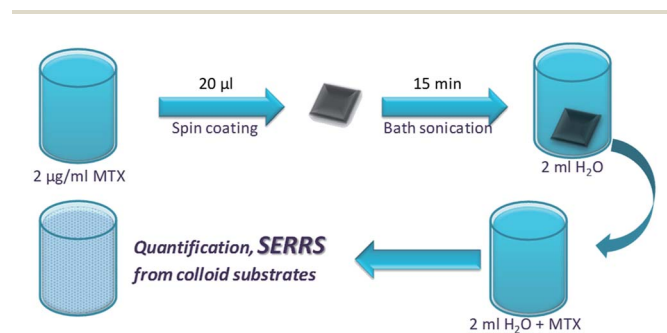 20 µl
15 min
Spin coating
Bath sonication
2 µg/ml MTX
2 ml H₂O
Quantification, SERRS
from colloid substrates
2 ml H₂O + MTX